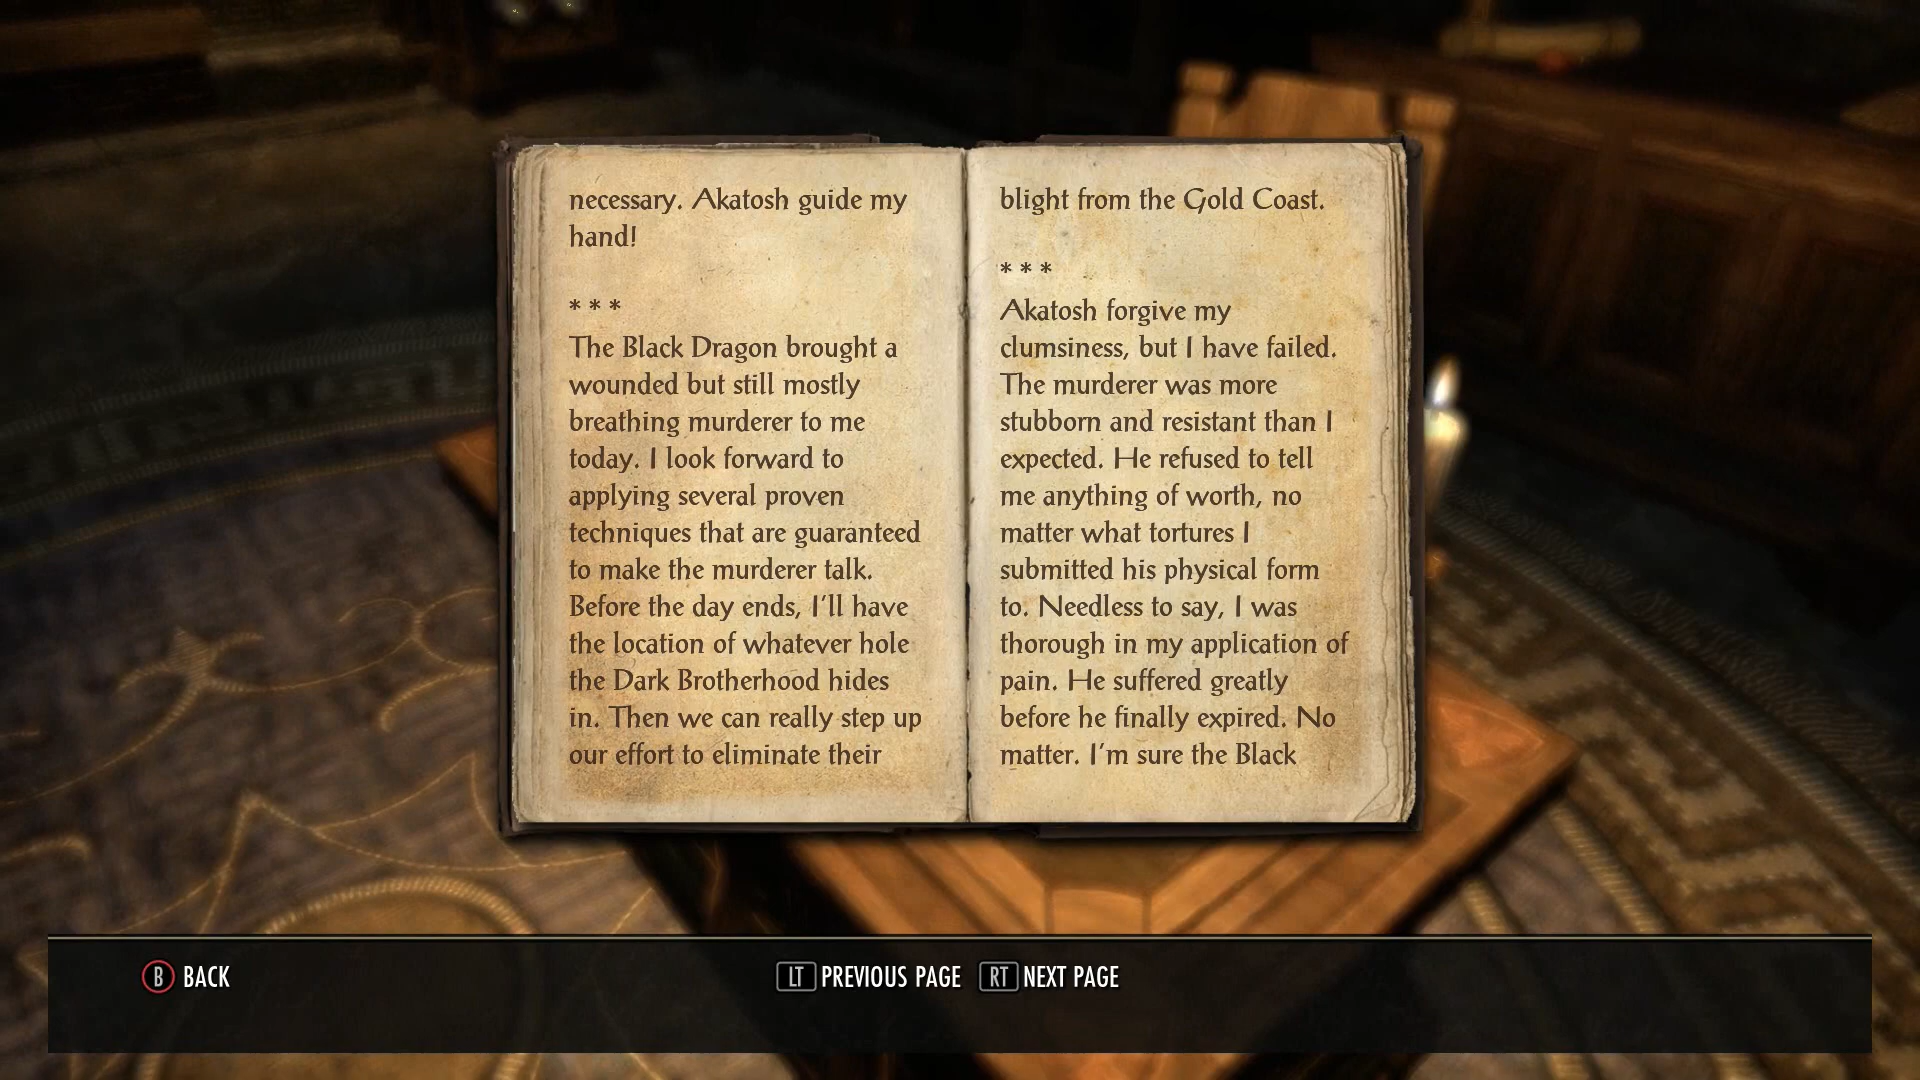 necessary. Akatosh guide my
hand!
* * *
The Black Dragon brought a
wounded but still mostly
breathing murderer to me
today. I look forward to
applying several proven
techniques that are guaranteed
to make the murderer talk.
Before the day ends, I'll have
the location of whatever hole
the Dark Brotherhood hides
in. Then we can really step up
our effort to eliminate their
blight from the Gold Coast.
* * *
Akatosh forgive my
clumsiness, but I have failed.
The murderer was more
stubborn and resistant than I
expected. He refused to tell
me anything of worth, no
matter what tortures I
submitted his physical form
to. Needless to say, I was
thorough in my application of
pain. He suffered greatly
before he finally expired. No
matter. I'm sure the Black
B BACK
LT PREVIOUS PAGE RT NEXT PAGE